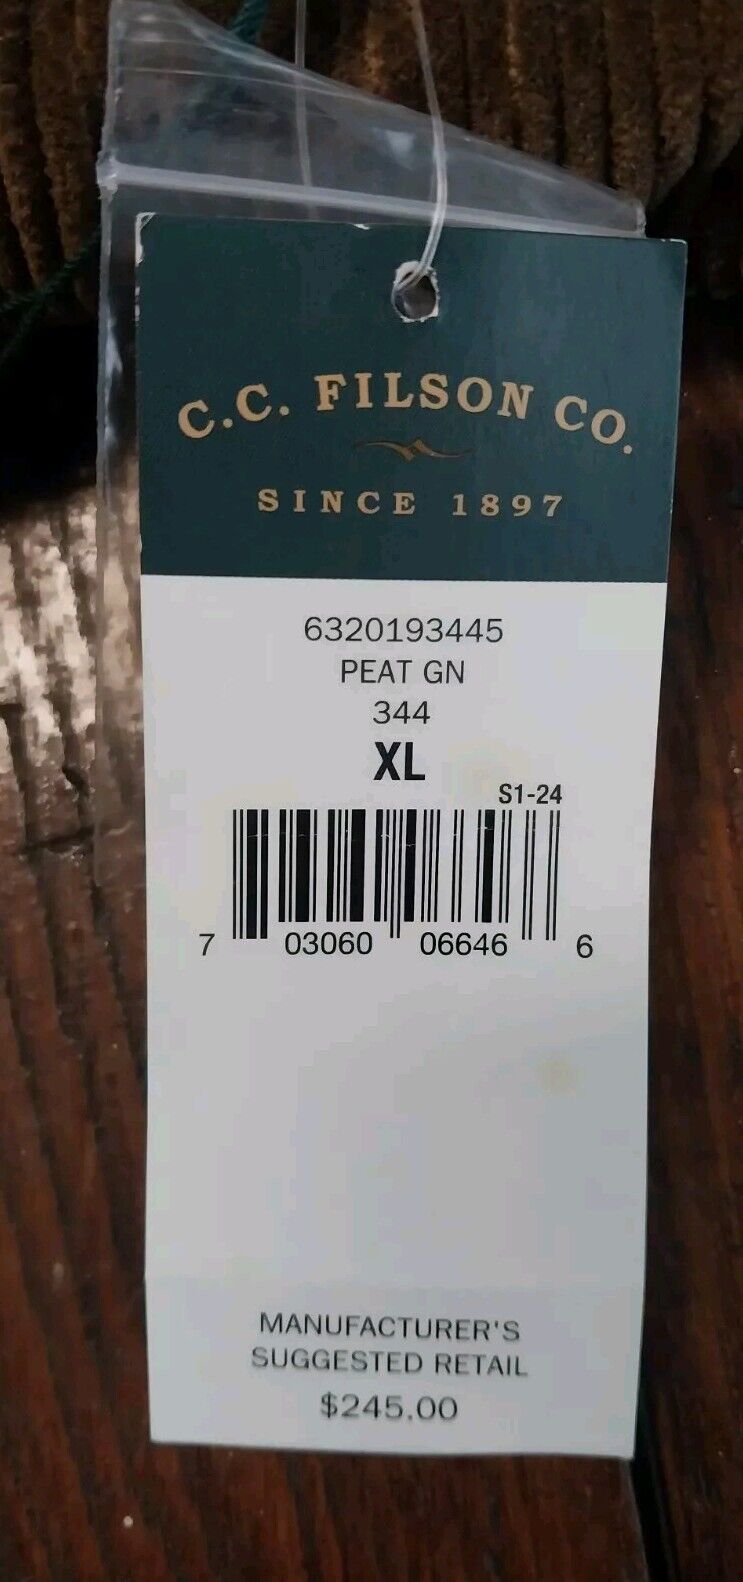 C.C. FILSON CO.
SINCE 1897
6320193445
PEAT GN
344
XL
S1-24
7 03060 06646 6
MANUFACTURER'S
SUGGESTED RETAIL
$245.00